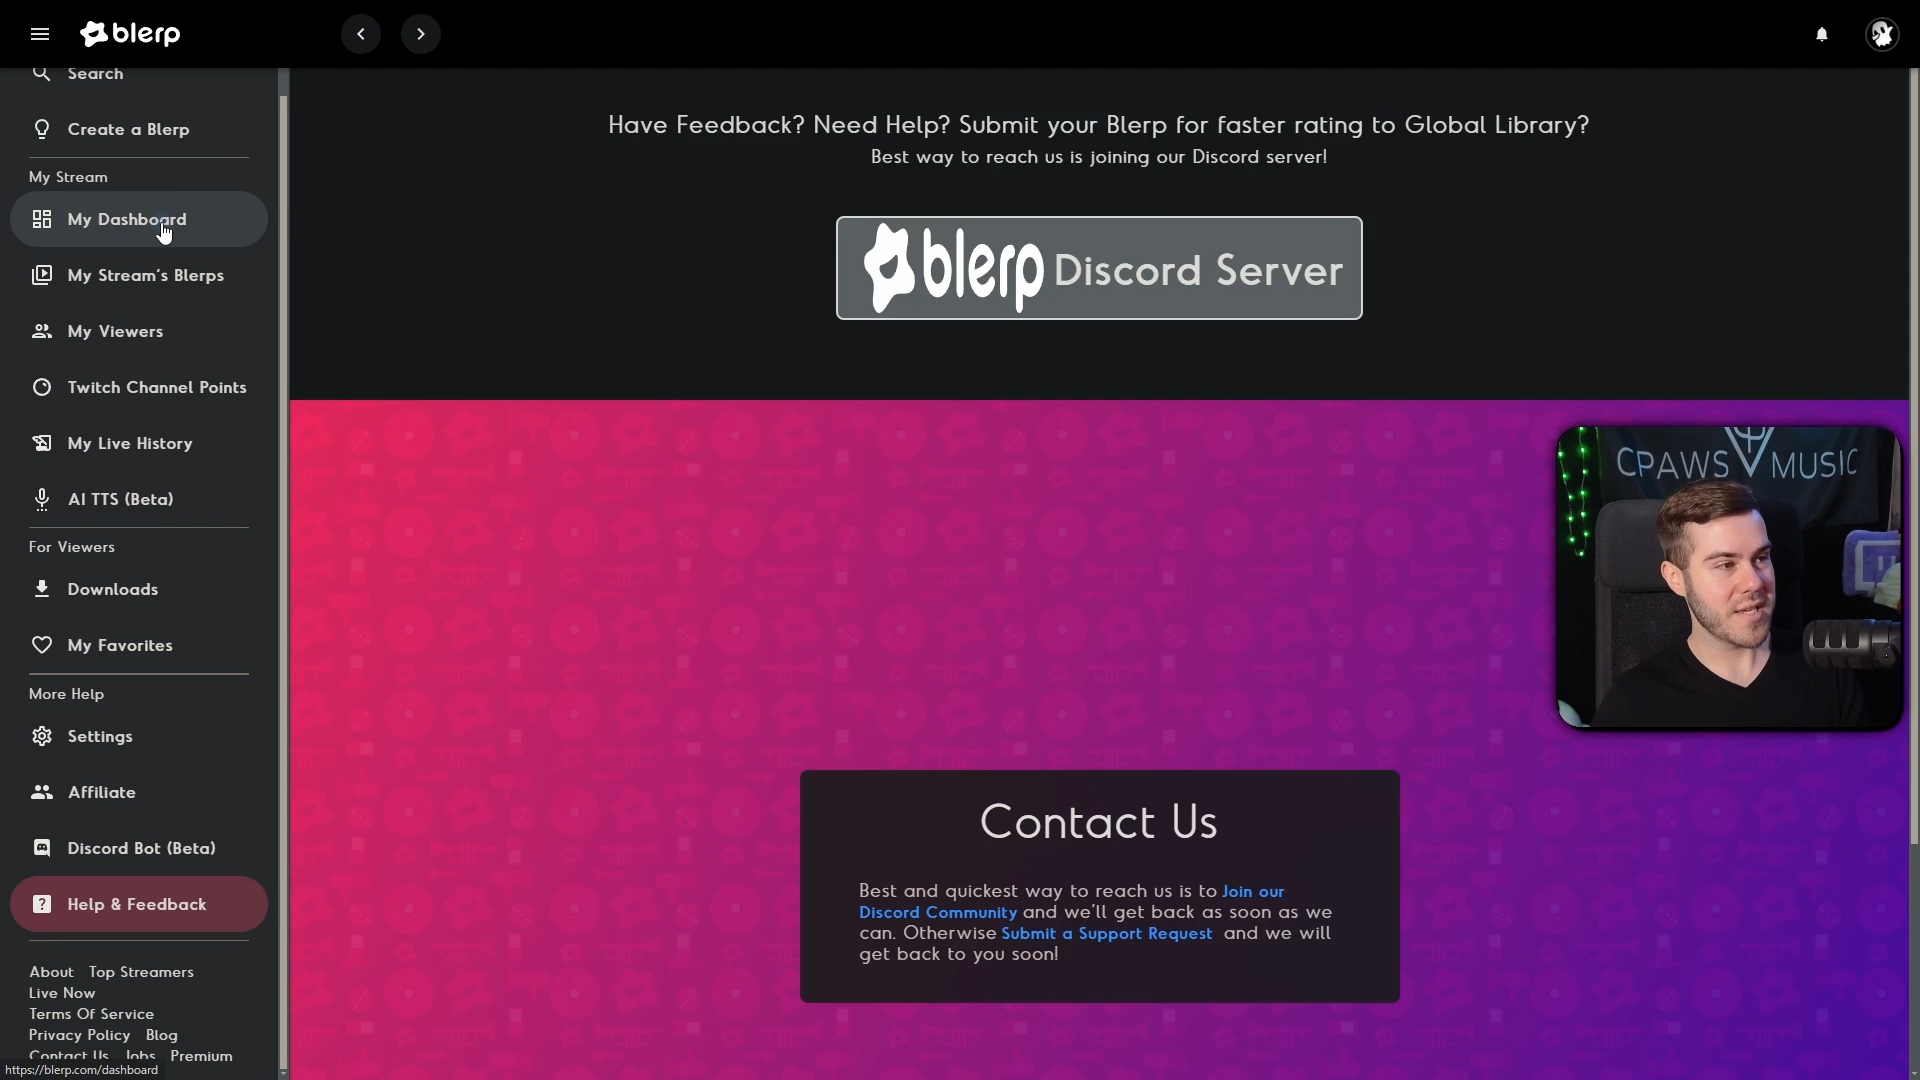 blerp
Search
Create a Blerp
My Stream
My Dashboard
My Stream's Blerps
My Viewers
Twitch Channel Points
My Live History
AI TTS (Beta)
For Viewers
Downloads
My Favorites
More Help
Settings
Affiliate
Discord Bot (Beta)
Help & Feedback
About Top Streamers
Live Now
Terms Of Service
Privacy Policy Blog
Contact Us Jobs Premium
https://blerp.com/dashboard
Have Feedback? Need Help? Submit your Blerp for faster rating to Global Library?
Best way to reach us is joining our Discord server!
blerp Discord Server
CPAWS MUSIC
Contact Us
Best and quickest way to reach us is to Join our
Discord Community and we'll get back as soon as we
can. Otherwise Submit a Support Request and we will
get back to you soon!